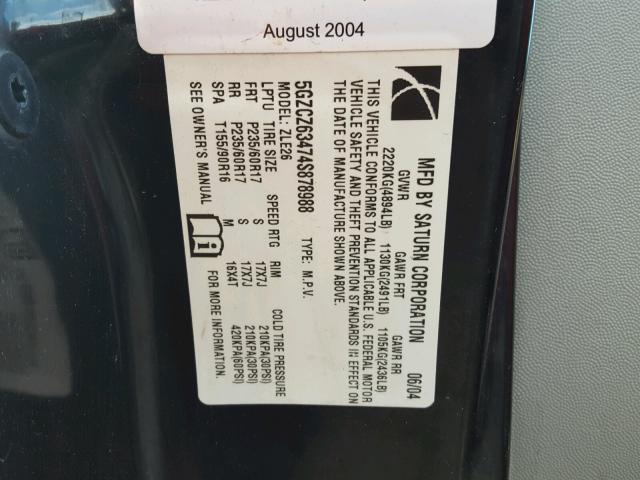 August 2004
MFD BY SATURN CORPORATION 06/04
GVWR GAWR FRT GAWR RR
2220KG(4894LB) 1130KG(2491LB) 1105KG(2436LB)
THIS VEHICLE CONFORMS TO ALL APPLICABLE U.S. FEDERAL MOTOR
VEHICLE SAFETY AND THEFT PREVENTION STANDARDS IN EFFECT ON
THE DATE OF MANUFACTURE SHOWN ABOVE.
5GZCZ63474S878988 TYPE: M.P.V.
MODEL: ZLE26
LPTU TIRE SIZE SPEED RTG RIM COLD TIRE PRESSURE
FRT P235/60R17 S 17X7J 210KPA(30PSI)
RR P235/60R17 S 17X7J 210KPA(30PSI)
SPA T155/90R16 M 16X4T 420KPA(60PSI)
SEE OWNER'S MANUAL FOR MORE INFORMATION